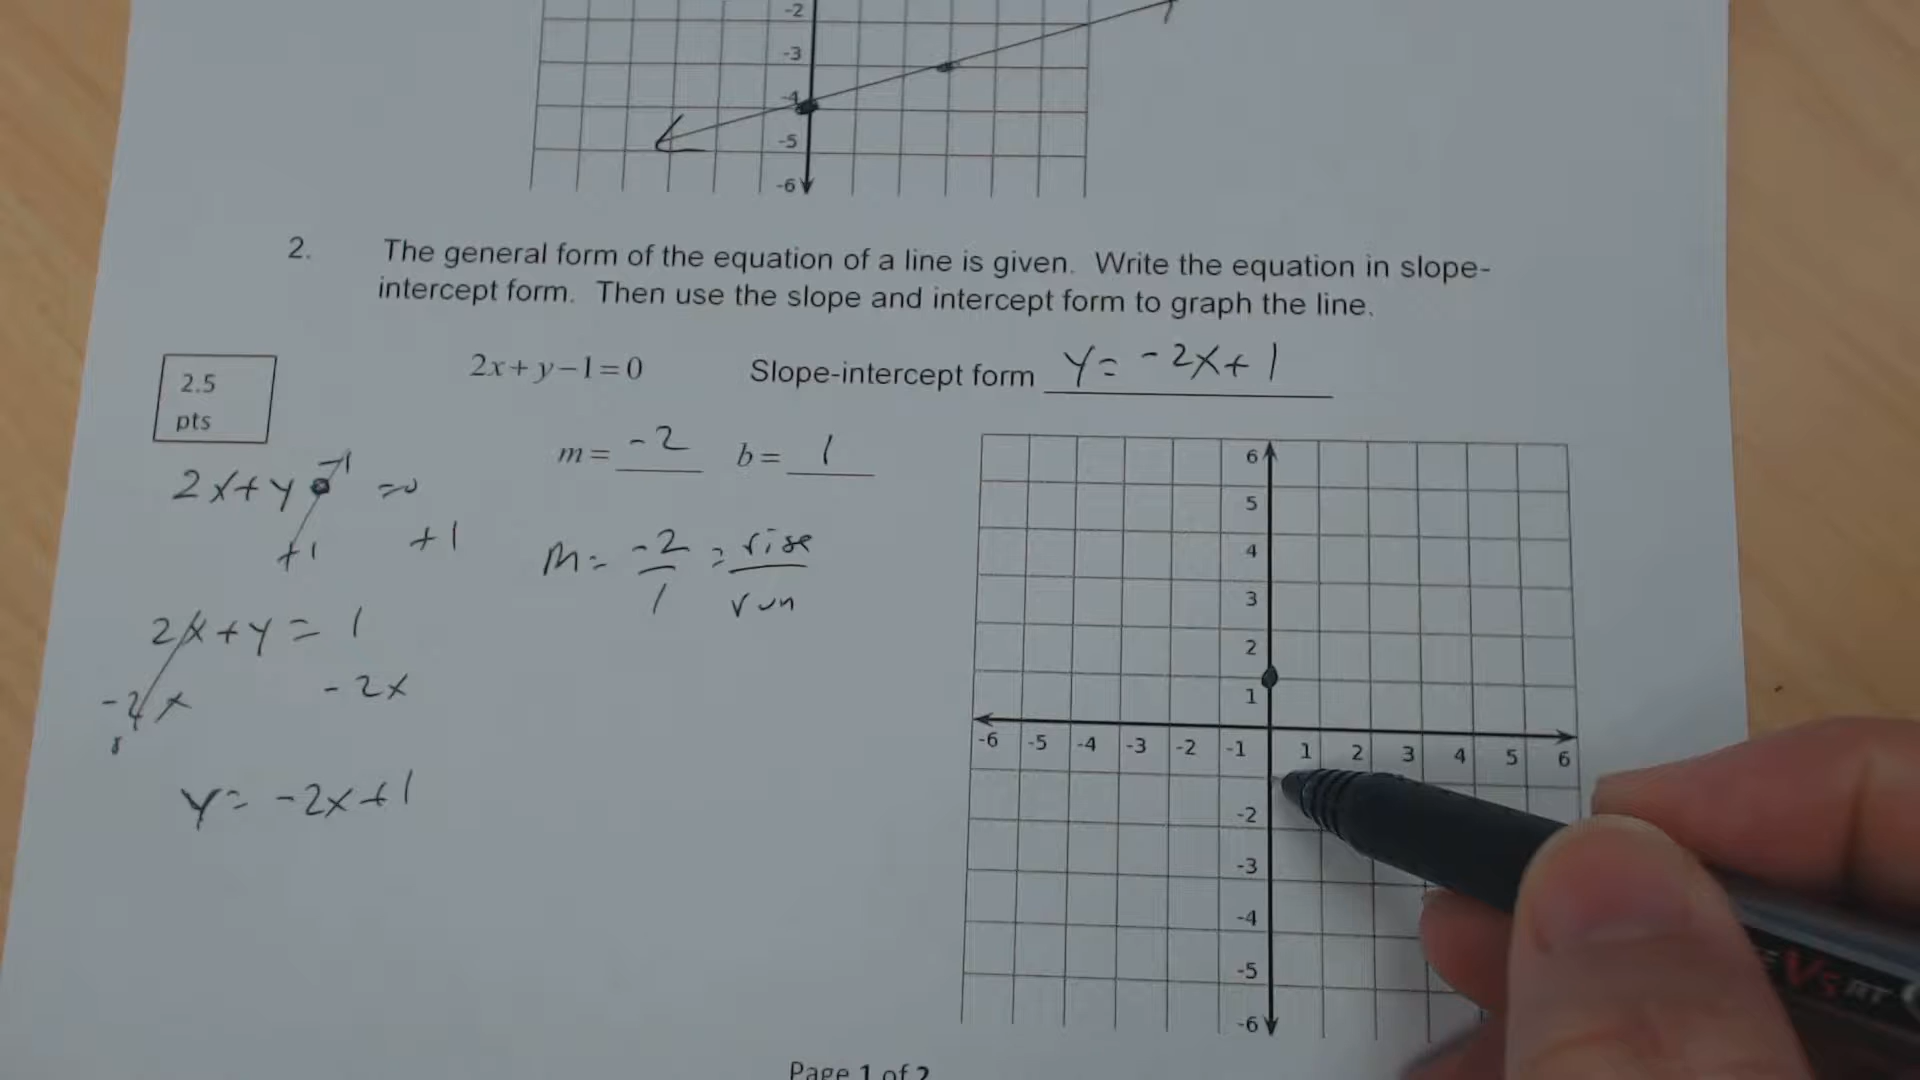 -2
-3
-4
-5
-6
2. The general form of the equation of a line is given. Write the equation in slope-
intercept form. Then use the slope and intercept form to graph the line.
2.5
pts
2x+y-1=0 Slope-intercept form y=-2x+1
m= -2 b= 1
2x+y-1 =0
+1 +1
m= -2/1 = rise/run
2x+y=1
-2x -2x
y=-2x+1
6
5
4
3
2
1
-6 -5 -4 -3 -2 -1 1 2 3 4 5 6
-2
-3
-4
-5
-6
V5 RT
Page 1 of 2